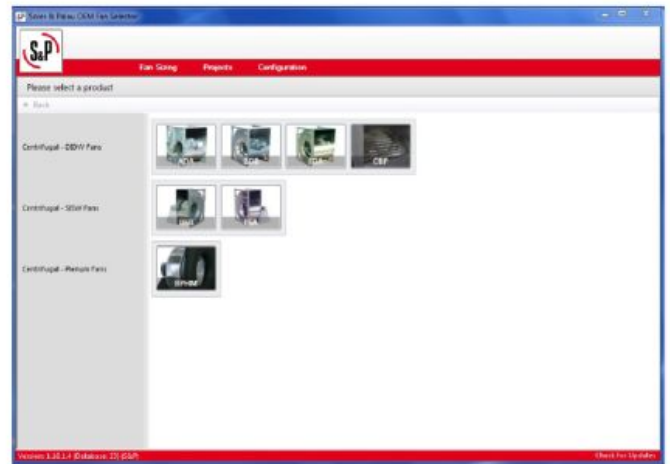 Soler & Palau OEM Fan Selector
S&P
Fan Sizing Projects Configuration
Please select a product
Back
Centrifugal - DIDW Fans
CBP
Centrifugal - SISW Fans
Centrifugal - Plenum Fans
Check For Updates